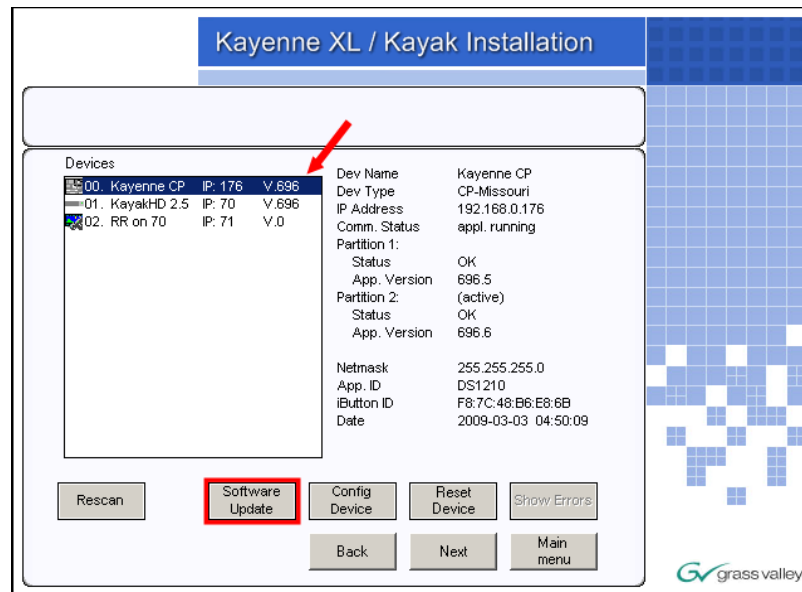 Kayenne XL / Kayak Installation
Devices
00. Kayenne CP IP: 176 V.696
01. KayakHD 2.5 IP: 70 V.696
02. RR on 70 IP: 71 V.0
Dev Name Kayenne CP
Dev Type CP-Missouri
IP Address 192.168.0.176
Comm. Status appl. running
Partition 1:
Status OK
App. Version 696.5
Partition 2: (active)
Status OK
App. Version 696.6
Netmask 255.255.255.0
App. ID DS1210
iButton ID F8:7C:48:B6:E8:6B
Date 2009-03-03 04:50:09
Rescan
Software
Update
Config
Device
Reset
Device
Show Errors
Back
Next
Main
menu
GV grass valley